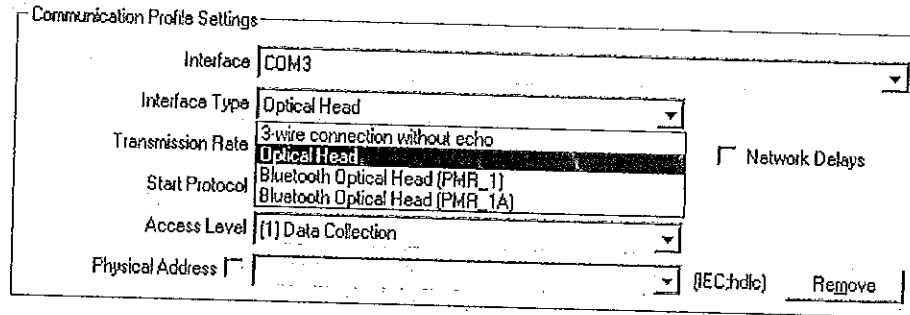 Communication Profile Settings
Interface COM3
Interface Type Optical Head
3-wire connection without echo
Transmission Rate Optical Head Network Delays
Bluetooth Optical Head (PMR_1)
Start Protocol Bluetooth Optical Head (PMR_1A)
Access Level (1) Data Collection
Physical Address (IEC;hdlc) Remove